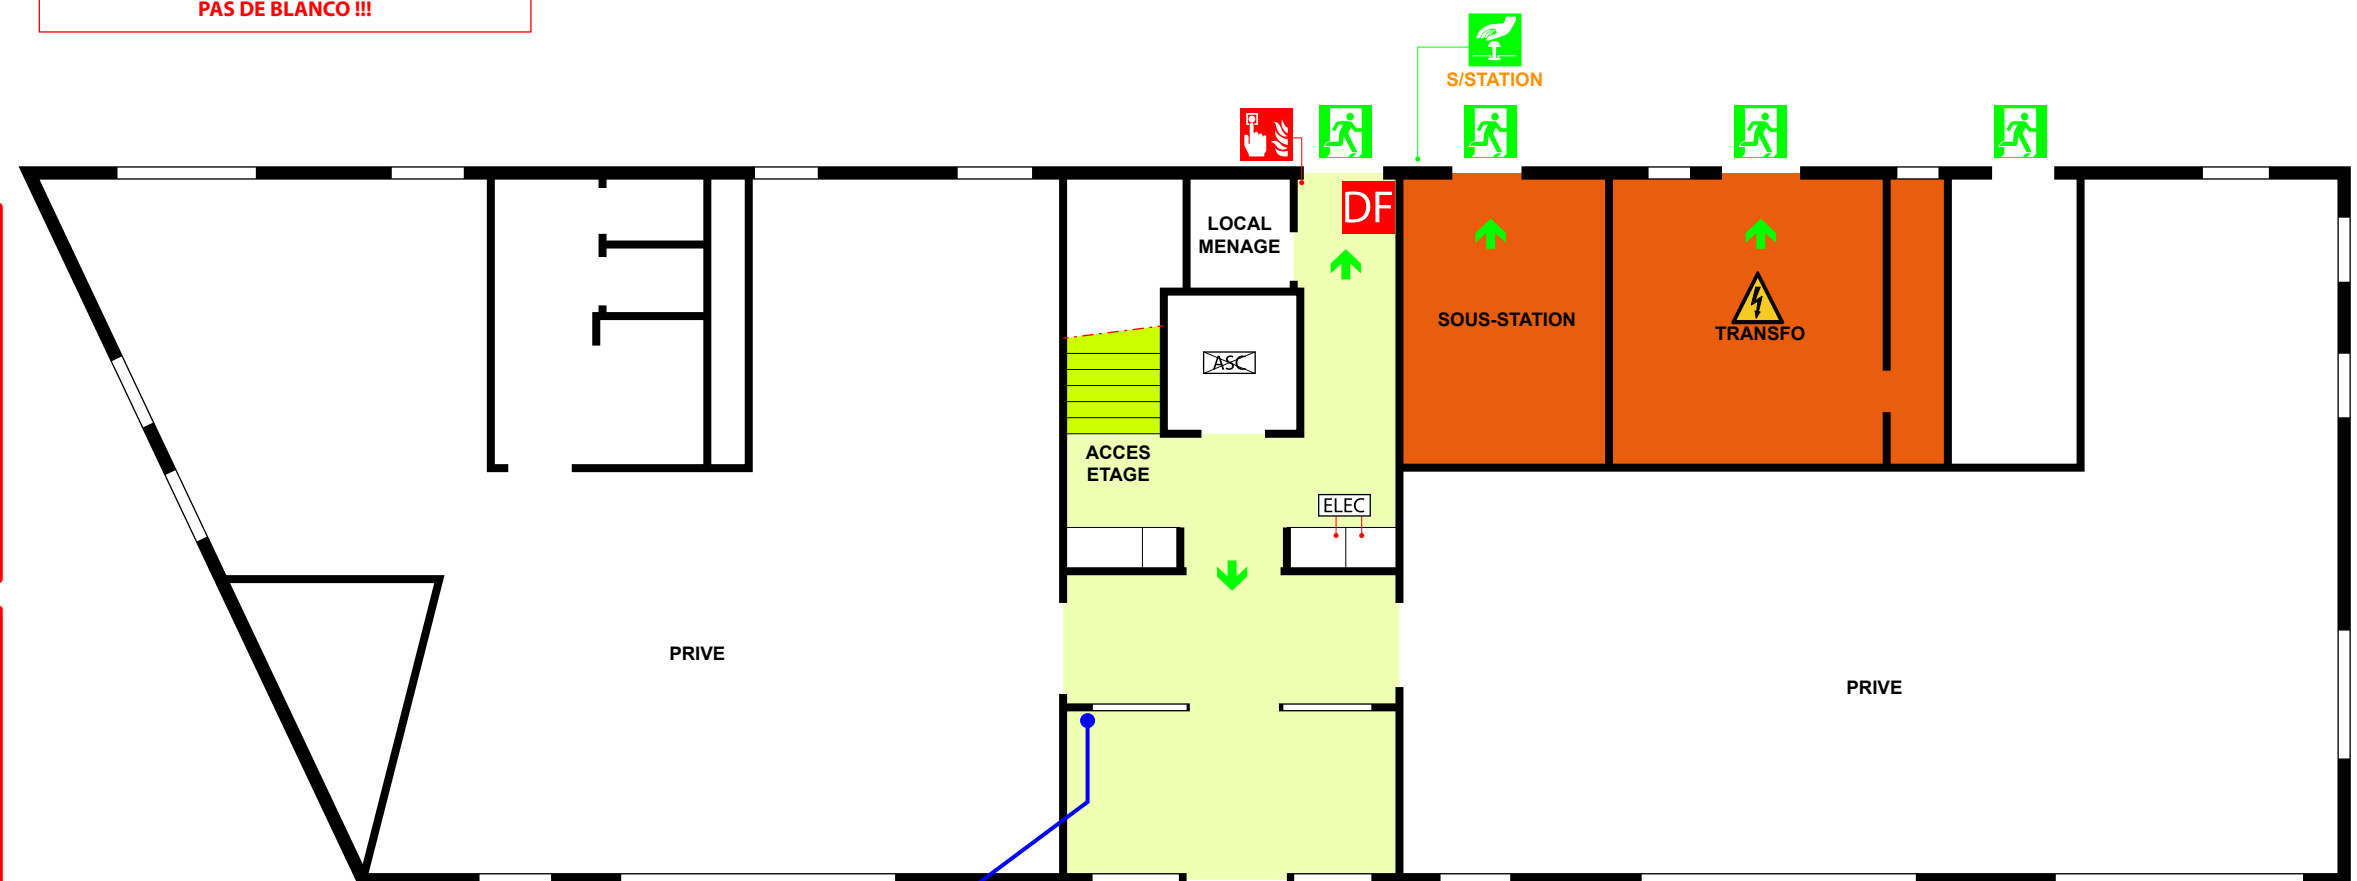 PAS DE BLANCO !!!
S/STATION
DF
LOCAL
MENAGE
SOUS-STATION
TRANSFO
ASC
ACCES
ETAGE
ELEC
PRIVE
PRIVE